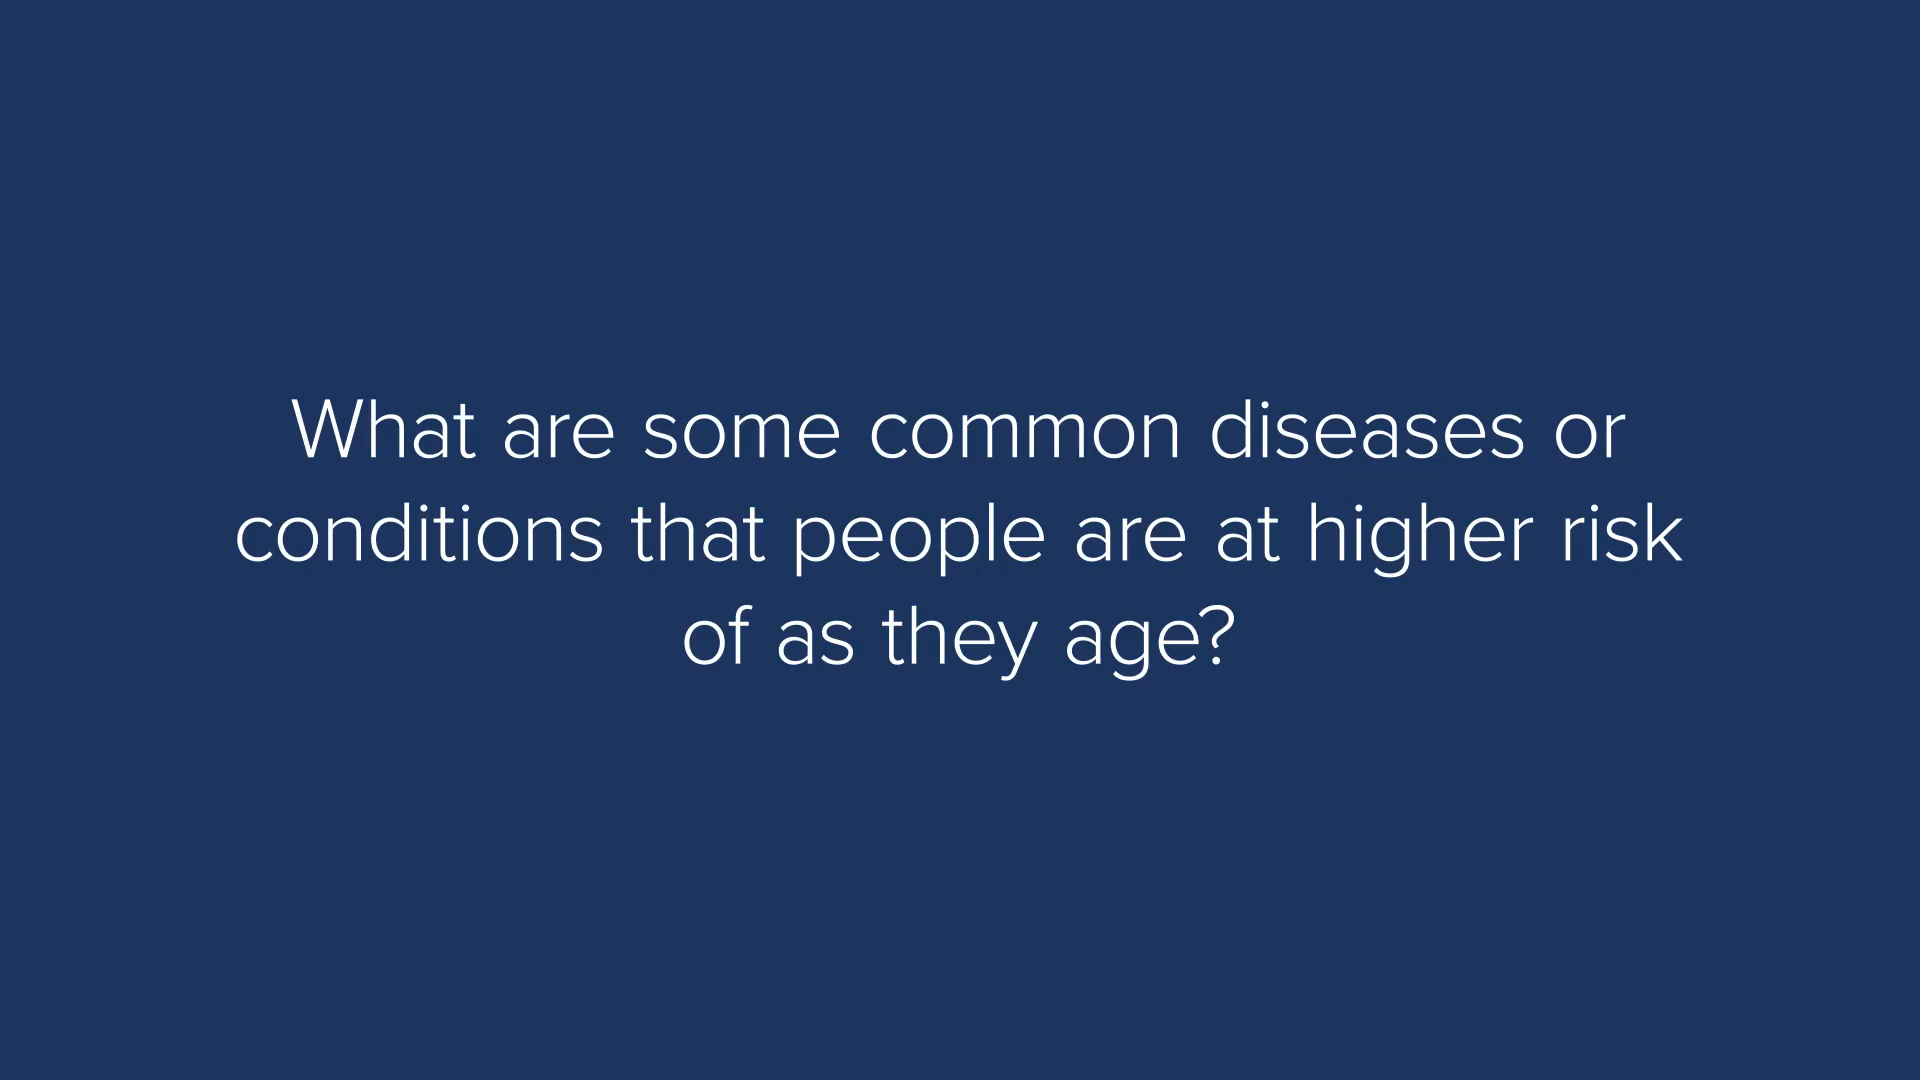 What are some common diseases or
conditions that people are at higher risk
of as they age?